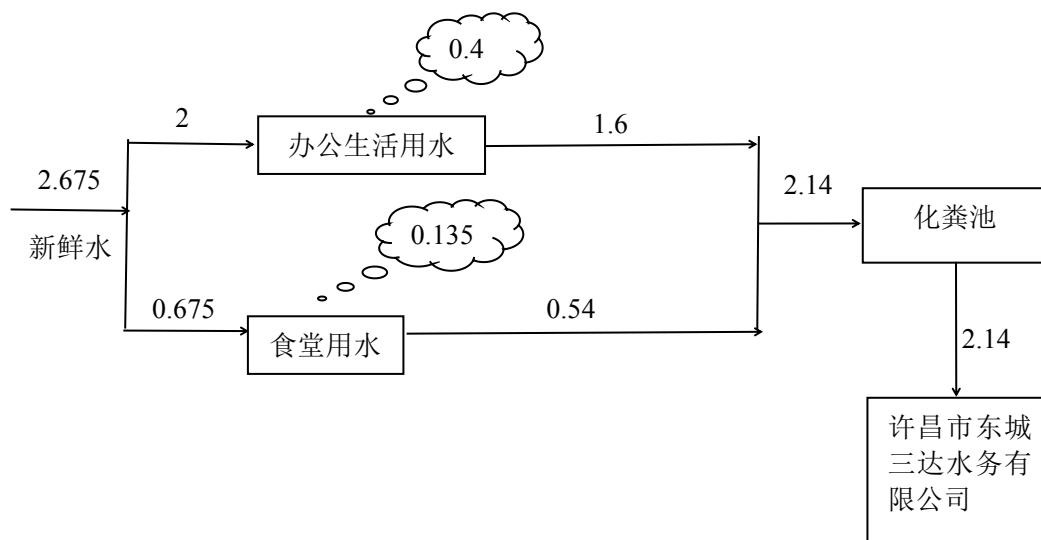 0.4
2
办公生活用水
1.6
2.675
新鲜水
2.14
化粪池
0.135
0.675
食堂用水
0.54
2.14
许昌市东城
三达水务有
限公司